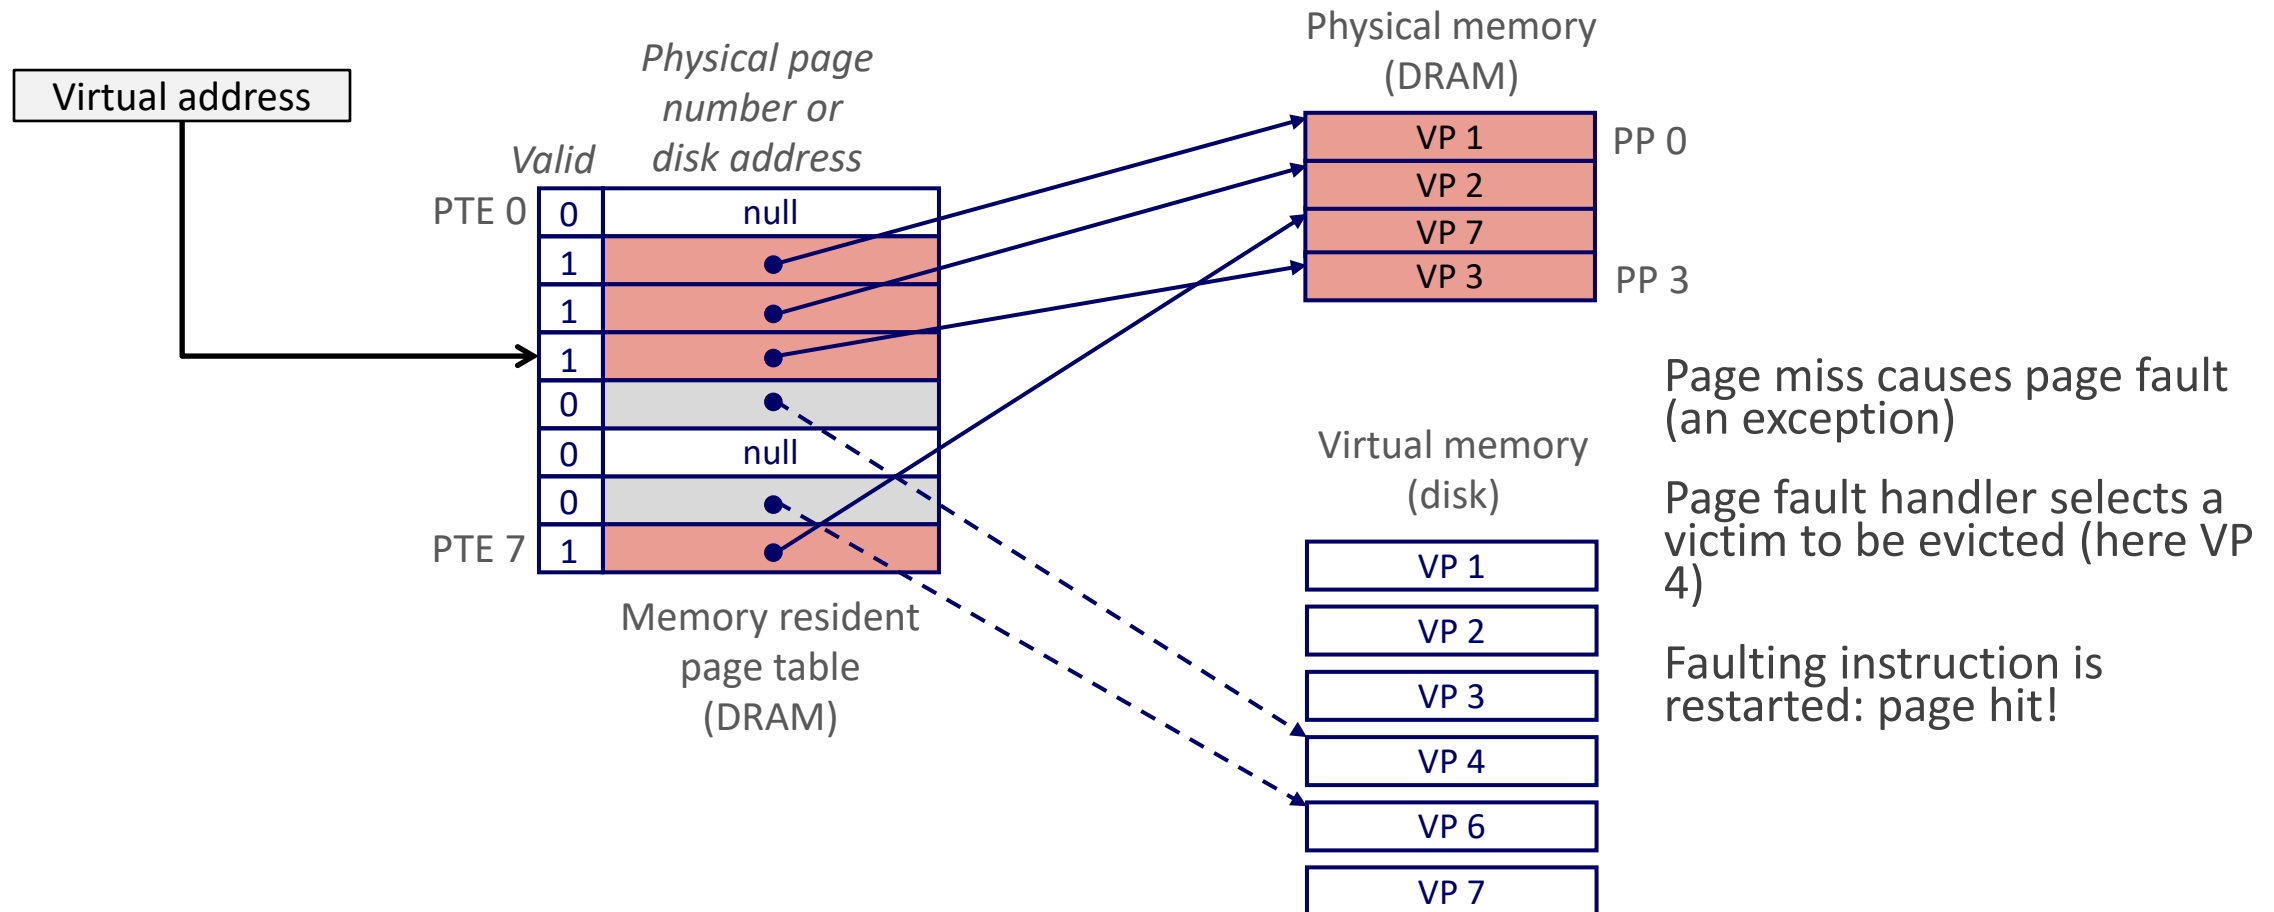 Virtual address
Physical page
number or
disk address
Valid
PTE 0
0
null
1
1
1
0
0
null
0
PTE 7
1
Memory resident
page table
(DRAM)
Physical memory
(DRAM)
VP 1
PP 0
VP 2
VP 7
VP 3
PP 3
Virtual memory
(disk)
VP 1
VP 2
VP 3
VP 4
VP 6
VP 7
Page miss causes page fault
(an exception)
Page fault handler selects a
victim to be evicted (here VP
4)
Faulting instruction is
restarted: page hit!